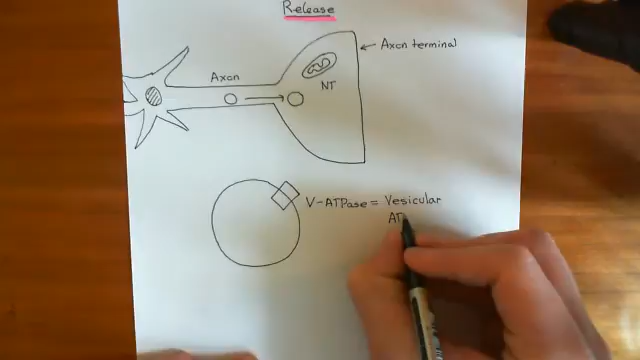 Release
Axon terminal
Axon
NT
V-ATPase = Vesicular
AT